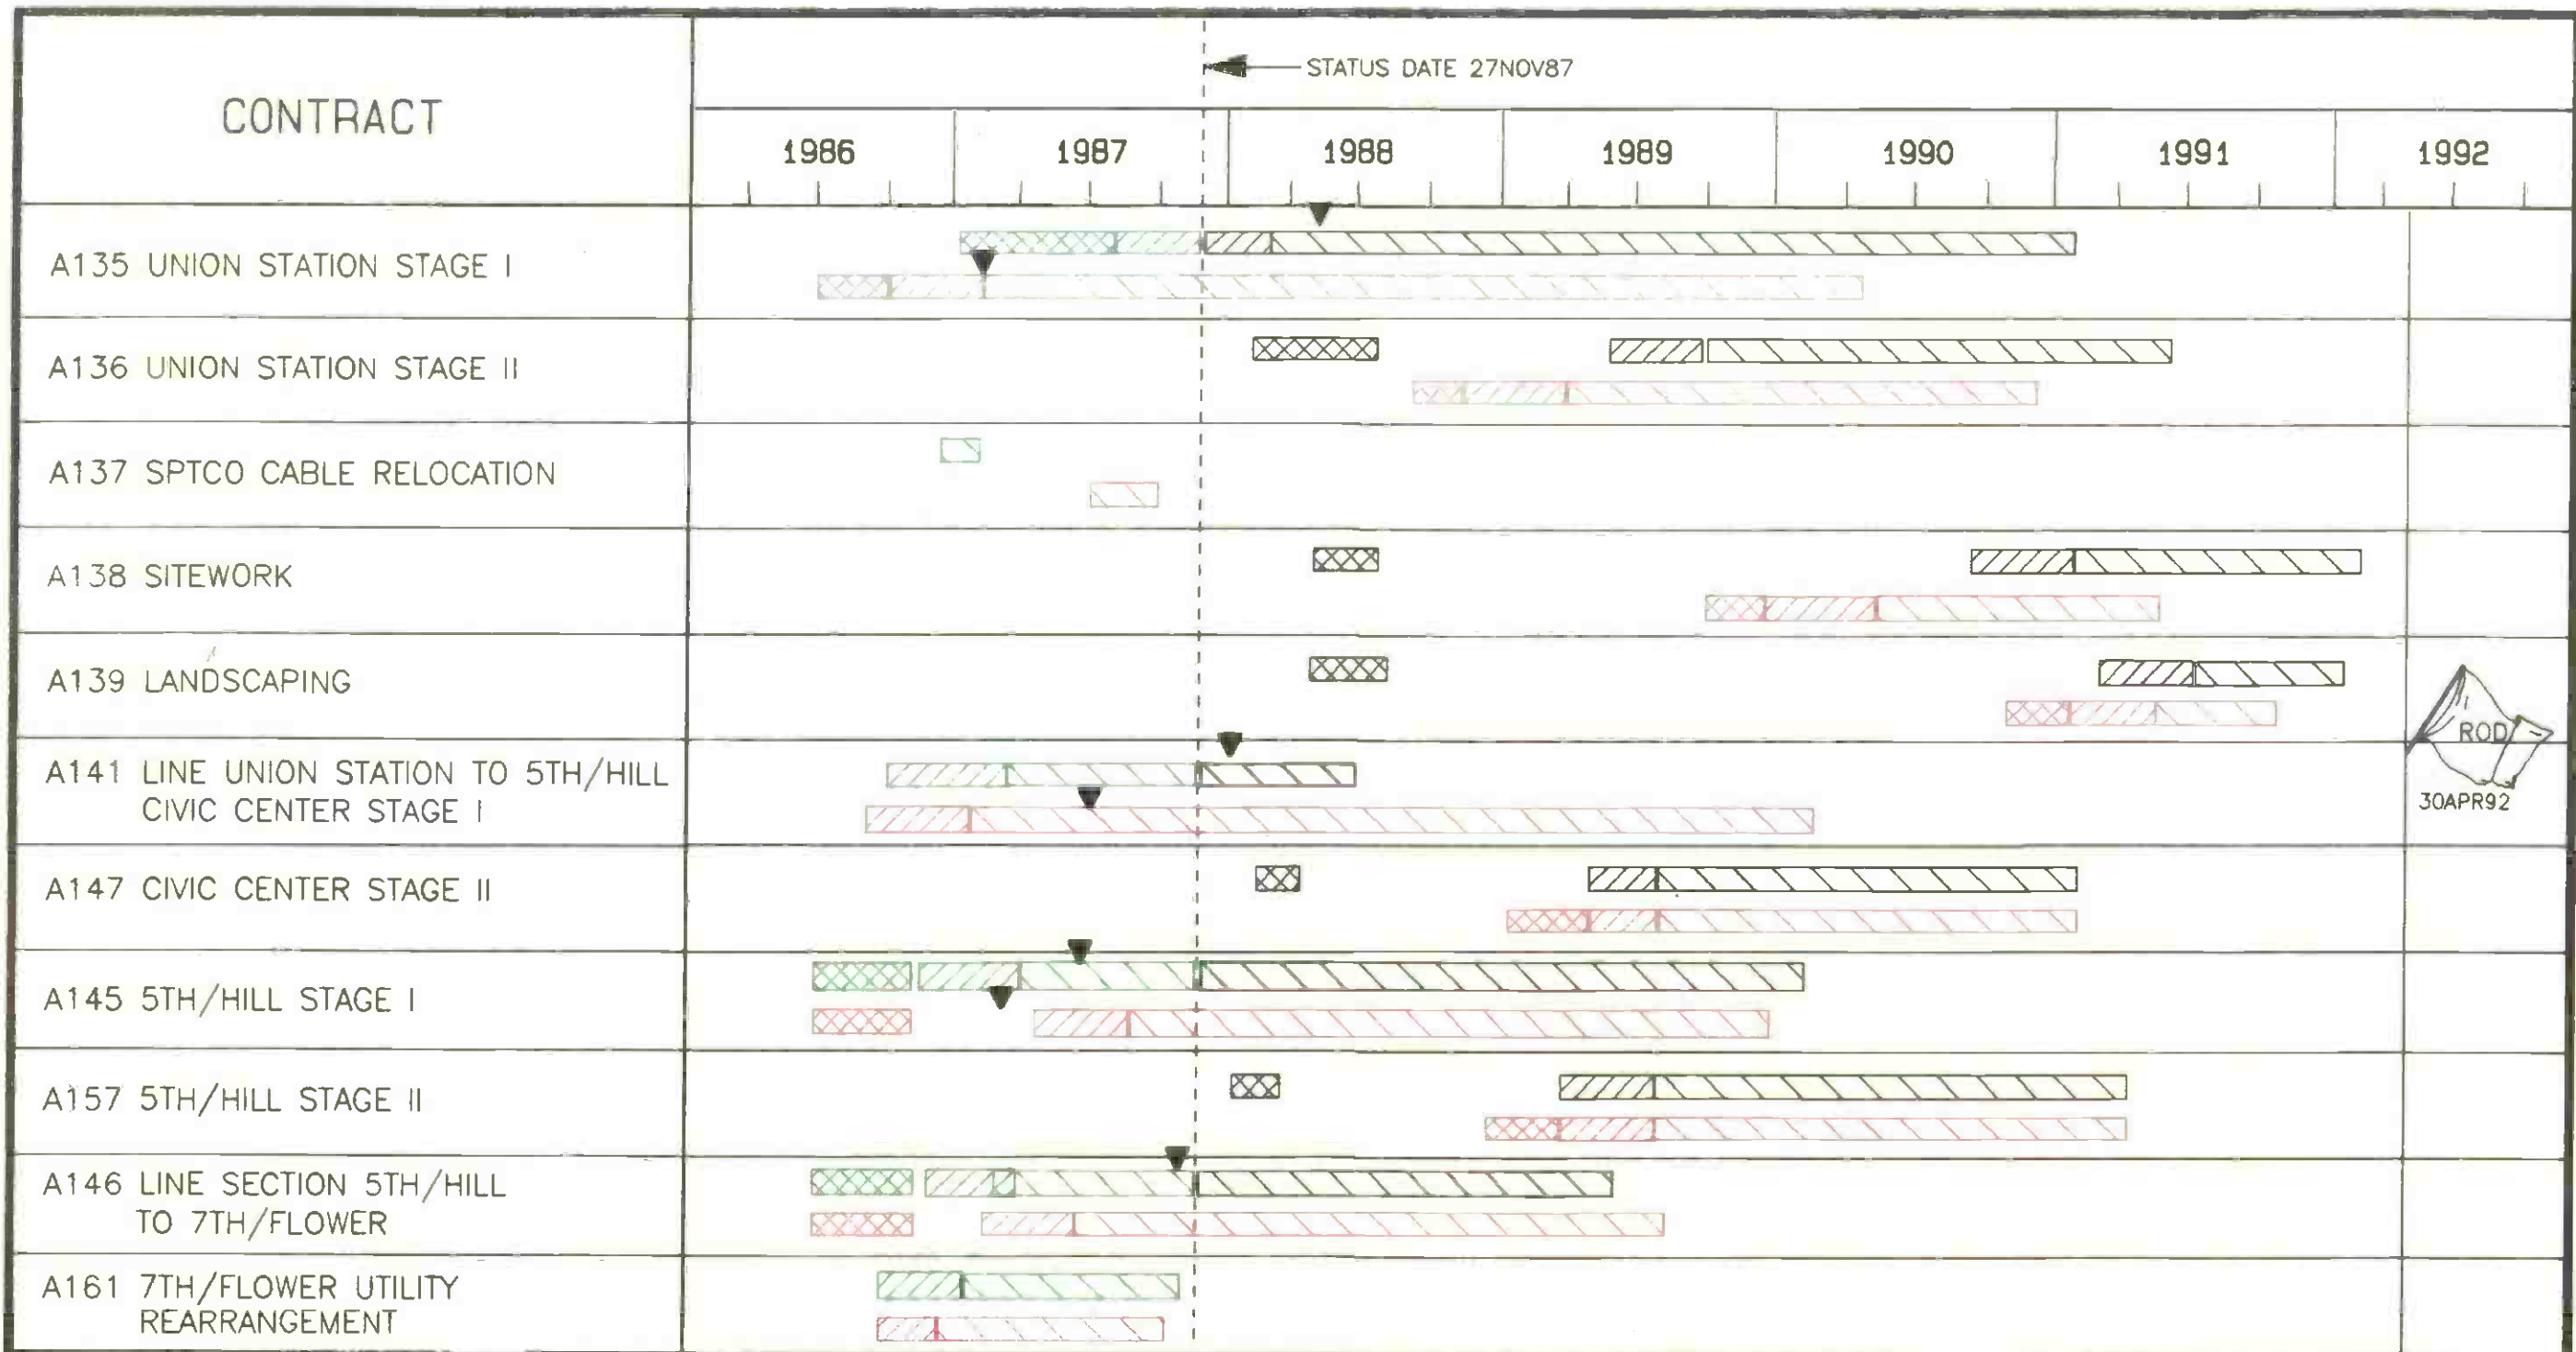 STATUS DATE 27NOV87
CONTRACT
1986 1987 1988 1989 1990 1991 1992
A135 UNION STATION STAGE I
A136 UNION STATION STAGE II
A137 SPTCO CABLE RELOCATION
A138 SITEWORK
A139 LANDSCAPING
ROD
30APR92
A141 LINE UNION STATION TO 5TH/HILL
CIVIC CENTER STAGE I
A147 CIVIC CENTER STAGE II
A145 5TH/HILL STAGE I
A157 5TH/HILL STAGE II
A146 LINE SECTION 5TH/HILL
TO 7TH/FLOWER
A161 7TH/FLOWER UTILITY
REARRANGEMENT